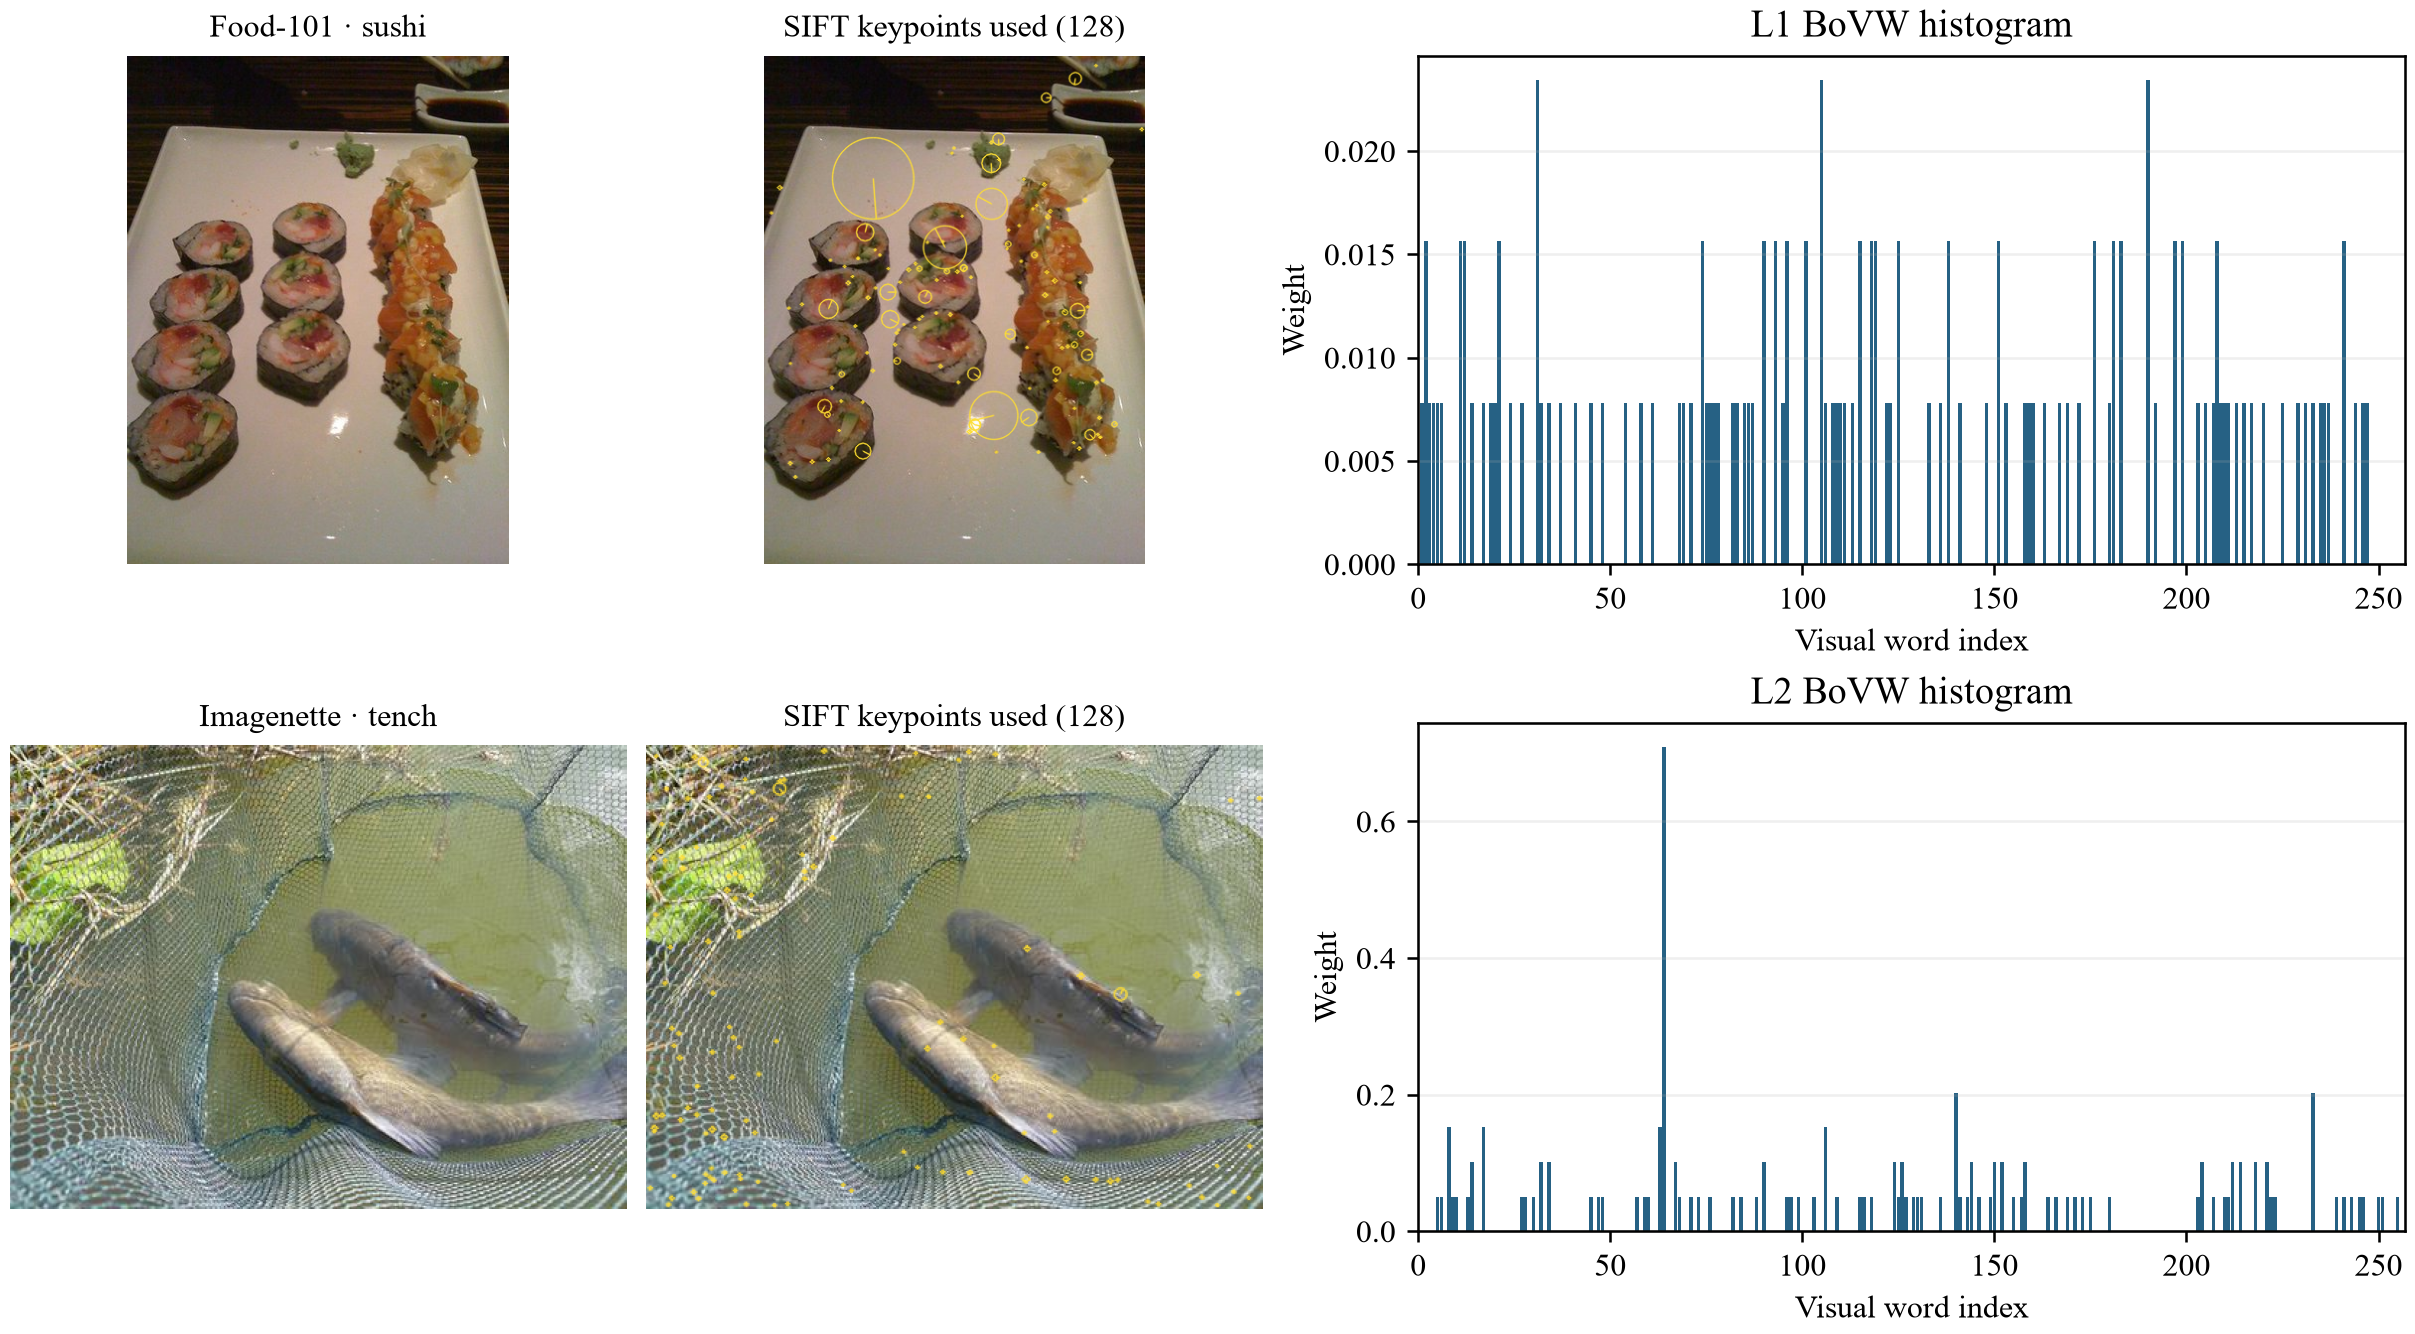 Food-101 · sushi
SIFT keypoints used (128)
L1 BoVW histogram
Weight
0.020
0.015
0.010
0.005
0.000
0 50 100 150 200 250
Visual word index
Imagenette · tench
SIFT keypoints used (128)
L2 BoVW histogram
Weight
0.6
0.4
0.2
0.0
0 50 100 150 200 250
Visual word index